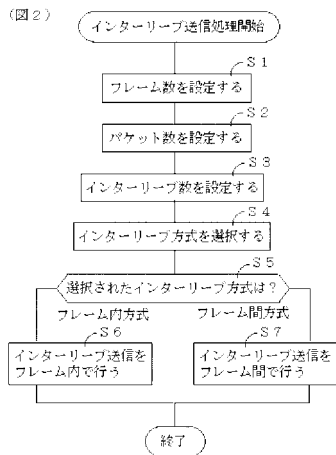 (図2)
インターリーブ送信処理開始
S1
フレーム数を設定する
S2
パケット数を設定する
S3
インターリーブ数を設定する
S4
インターリーブ方式を選択する
S5
選択されたインターリーブ方式は？
フレーム内方式
フレーム間方式
S6
インターリーブ送信を
フレーム内で行う
S7
インターリーブ送信を
フレーム間で行う
終了